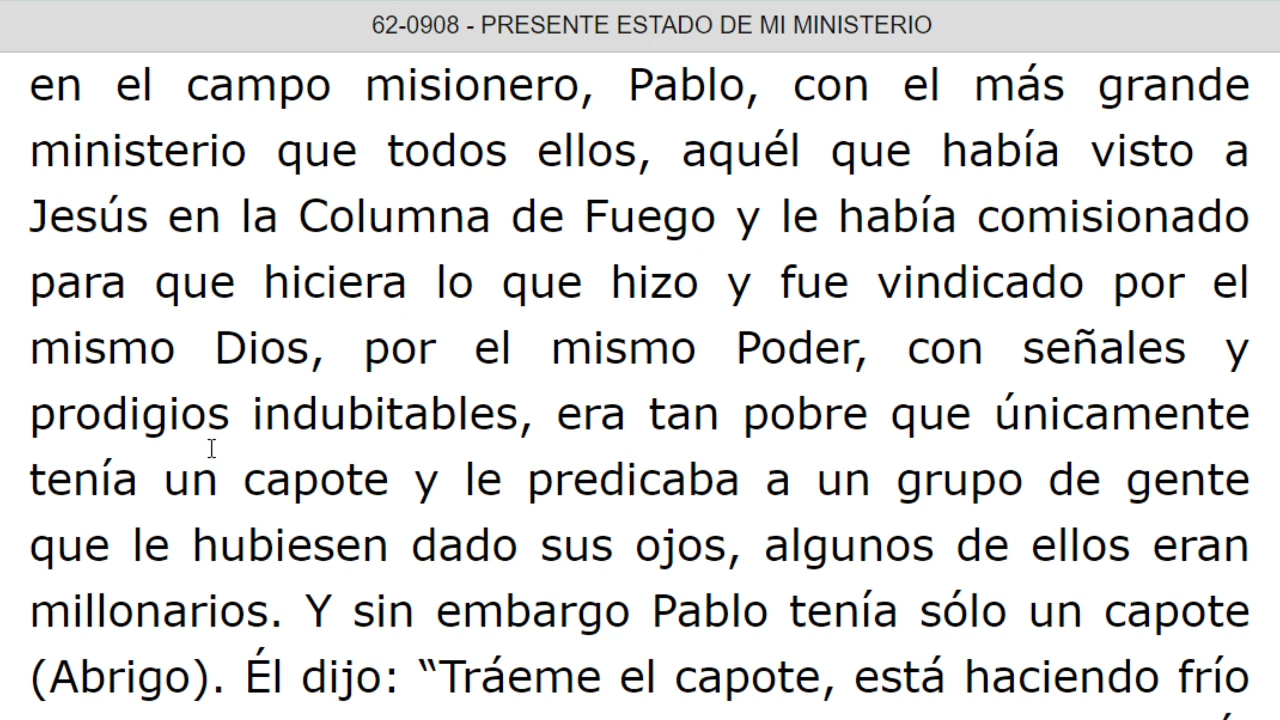 62-0908 - PRESENTE ESTADO DE MI MINISTERIO
en el campo misionero, Pablo, con el más grande
ministerio que todos ellos, aquél que había visto a
Jesús en la Columna de Fuego y le había comisionado
para que hiciera lo que hizo y fue vindicado por el
mismo Dios, por el mismo Poder, con señales y
prodigios indubitables, era tan pobre que únicamente
tenía un capote y le predicaba a un grupo de gente
que le hubiesen dado sus ojos, algunos de ellos eran
millonarios. Y sin embargo Pablo tenía sólo un capote
(Abrigo). Él dijo: “Tráeme el capote, está haciendo frío